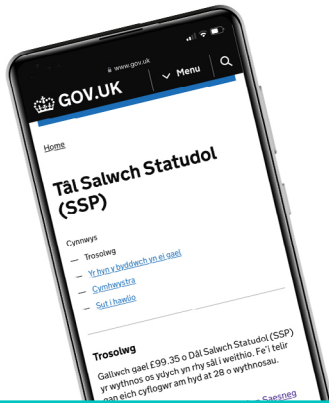 www.gov.uk
GOV.UK
Menu
Home
Tâl Salwch Statudol
(SSP)
Cynnwys
— Trosolwg
— Yr hyn y byddwch yn ei gael
— Cymhwystra
— Sut i hawlio
Trosolwg
Gallwch gael £99.35 o Dâl Salwch Statudol (SSP)
yr wythnos os ydych yn rhy sâl i weithio. Fe'i telir
gan eich cyflogwr am hyd at 28 o wythnosau.
Saesneg